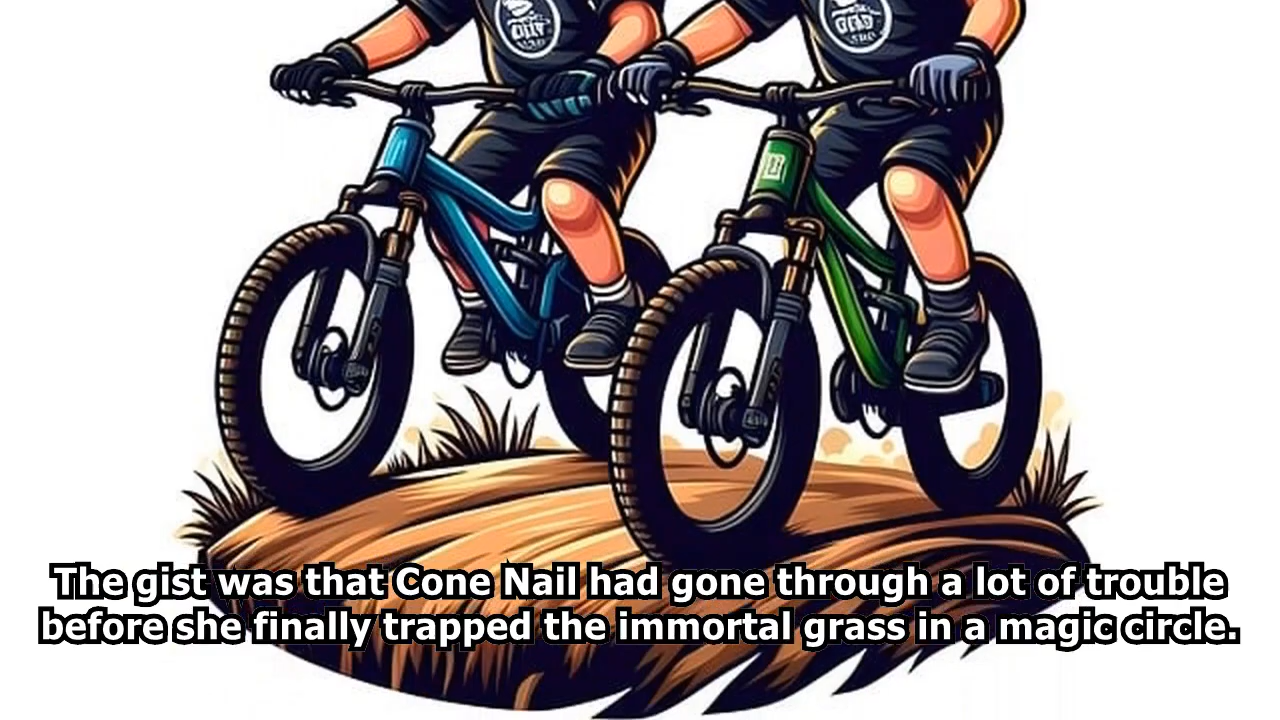 The gist was that Cone Nail had gone through a lot of trouble
before she finally trapped the immortal grass in a magic circle.